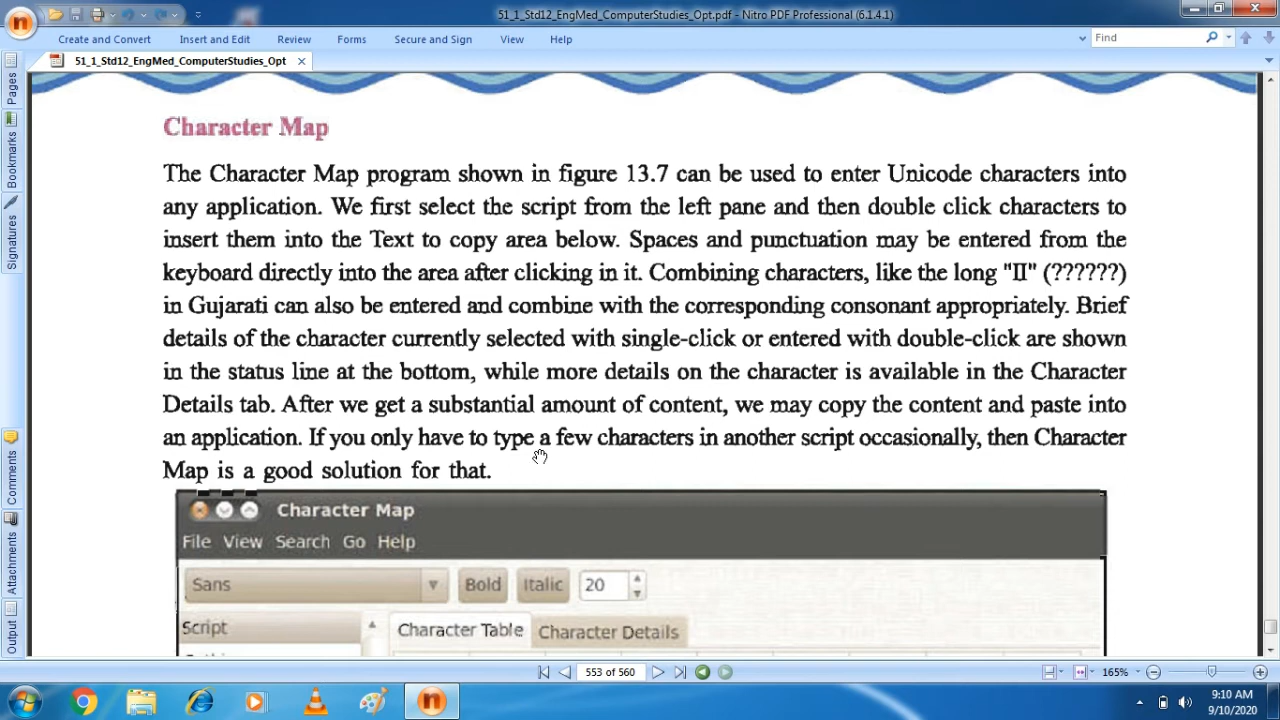 51_1_Std12_EngMed_ComputerStudies_Opt.pdf - Nitro PDF Professional (6.1.4.1)
Create and Convert Insert and Edit Review Forms Secure and Sign View Help Find
51_1_Std12_EngMed_ComputerStudies_Opt
Pages
Bookmarks
Signatures
Comments
Attachments
Output
Character Map
The Character Map program shown in figure 13.7 can be used to enter Unicode characters into
any application. We first select the script from the left pane and then double click characters to
insert them into the Text to copy area below. Spaces and punctuation may be entered from the
keyboard directly into the area after clicking in it. Combining characters, like the long "II" (??????)
in Gujarati can also be entered and combine with the corresponding consonant appropriately. Brief
details of the character currently selected with single-click or entered with double-click are shown
in the status line at the bottom, while more details on the character is available in the Character
Details tab. After we get a substantial amount of content, we may copy the content and paste into
an application. If you only have to type a few characters in another script occasionally, then Character
Map is a good solution for that.
Character Map
File View Search Go Help
Sans Bold Italic 20
Script Character Table Character Details
553 of 560 165%
9:10 AM
9/10/2020